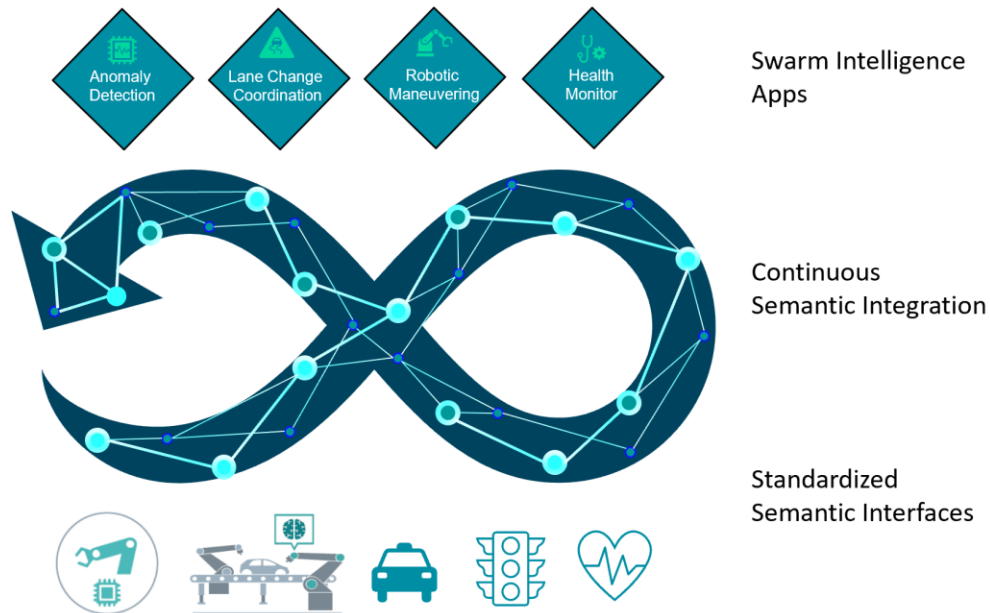 Anomaly
Detection
Lane Change
Coordination
Robotic
Maneuvering
Health
Monitor
Swarm Intelligence
Apps
Continuous
Semantic Integration
Standardized
Semantic Interfaces